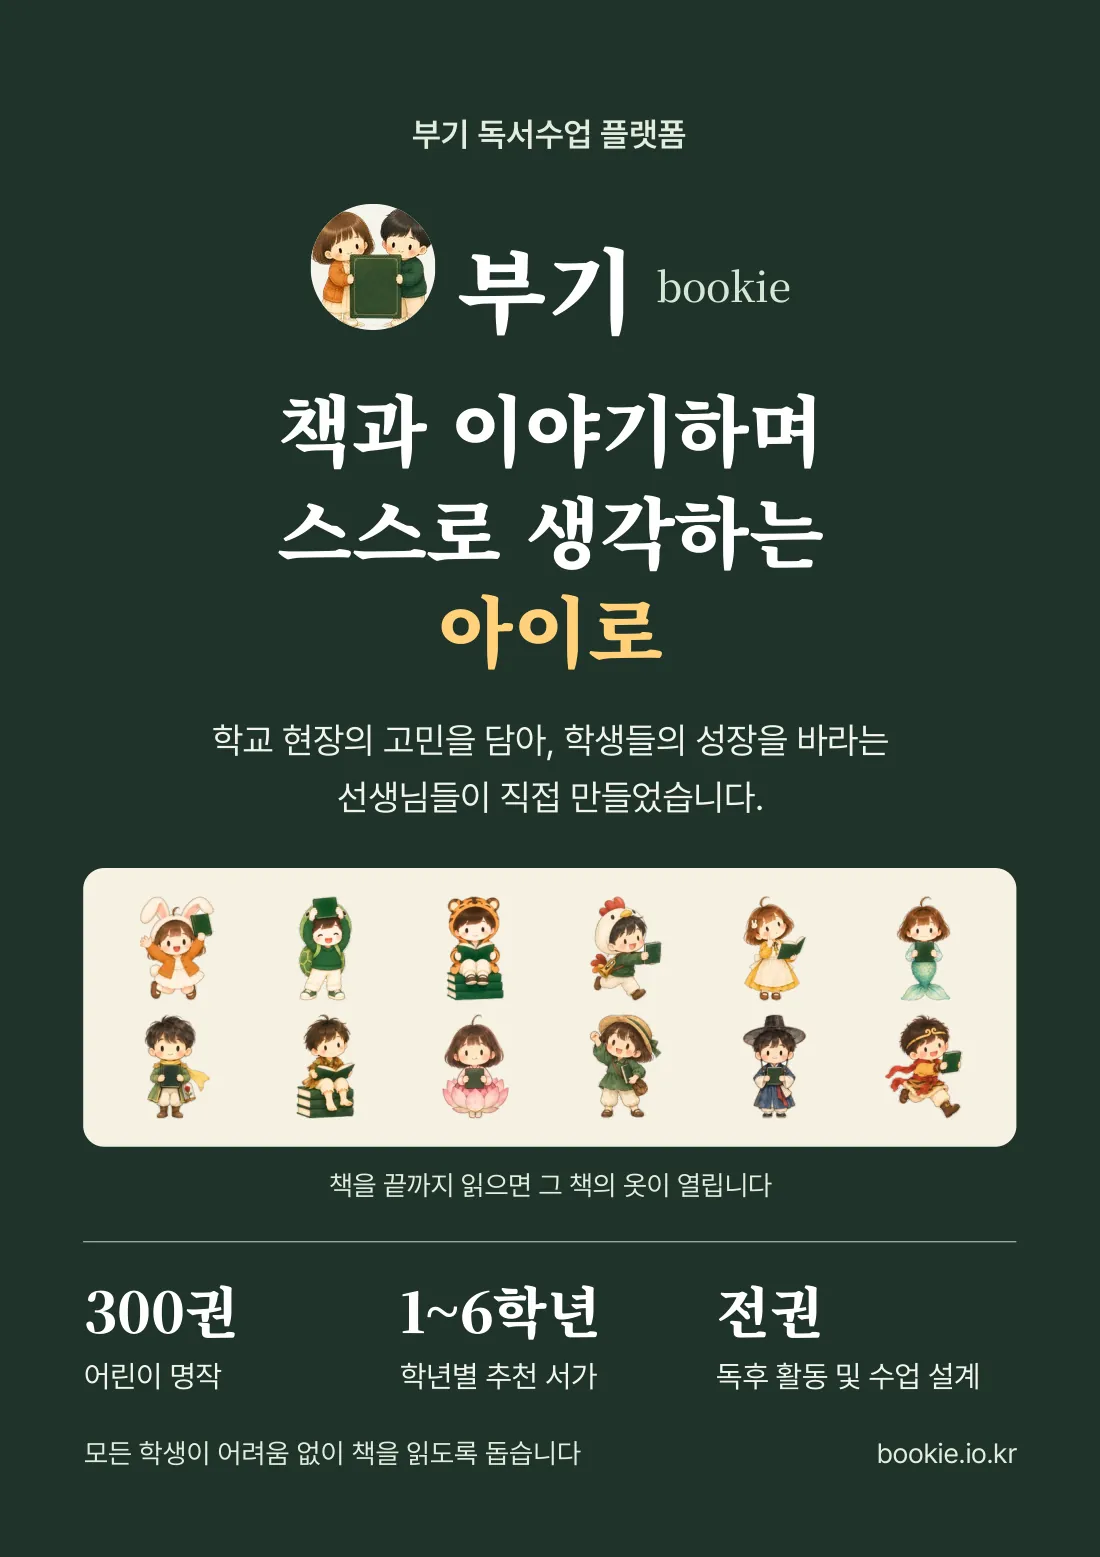 부기 독서수업 플랫폼
부기 bookie
책과 이야기하며
스스로 생각하는
아이로
학교 현장의 고민을 담아, 학생들의 성장을 바라는
선생님들이 직접 만들었습니다.
책을 끝까지 읽으면 그 책의 옷이 열립니다
300권
어린이 명작
1~6학년
학년별 추천 서가
전권
독후 활동 및 수업 설계
모든 학생이 어려움 없이 책을 읽도록 돕습니다
bookie.io.kr